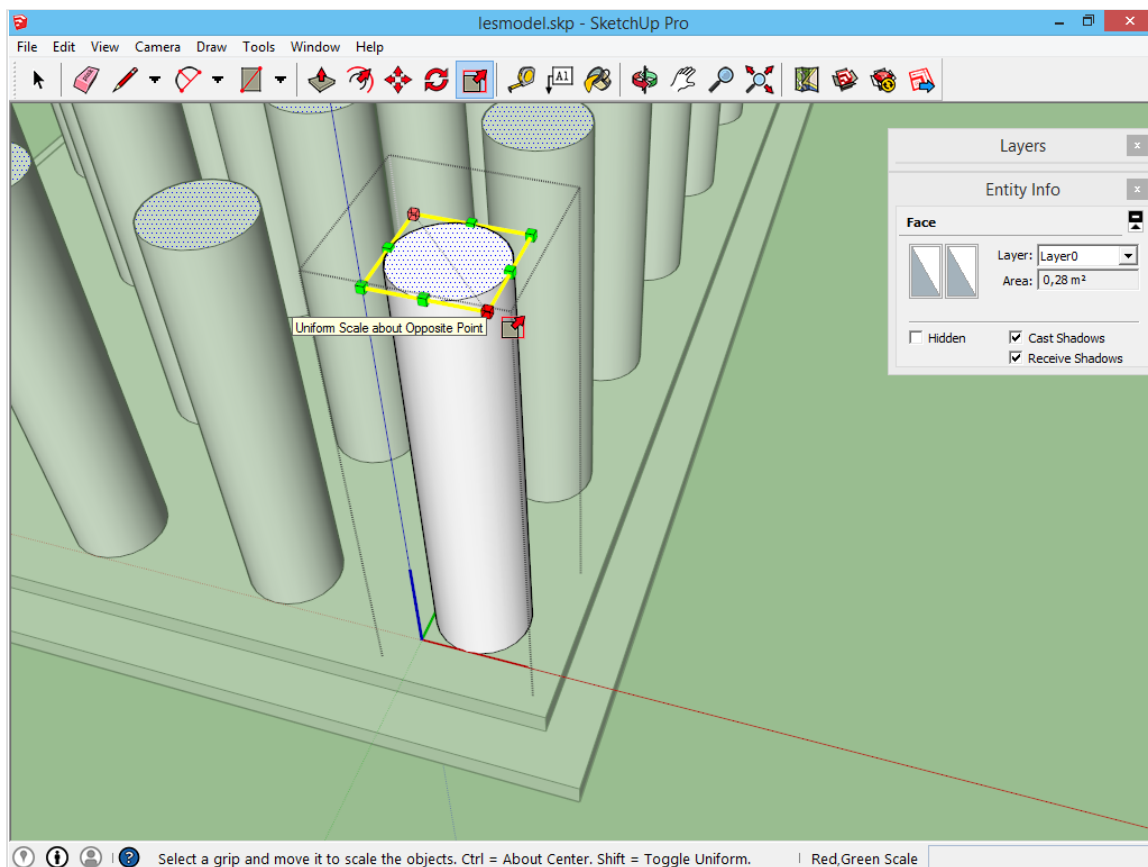 lesmodel.skp - SketchUp Pro
File Edit View Camera Draw Tools Window Help
A1
Layers
Entity Info
Face
Layer: Layer0
Area: 0,28 m²
Hidden
Cast Shadows
Receive Shadows
Uniform Scale about Opposite Point
Select a grip and move it to scale the objects. Ctrl = About Center. Shift = Toggle Uniform.
Red,Green Scale